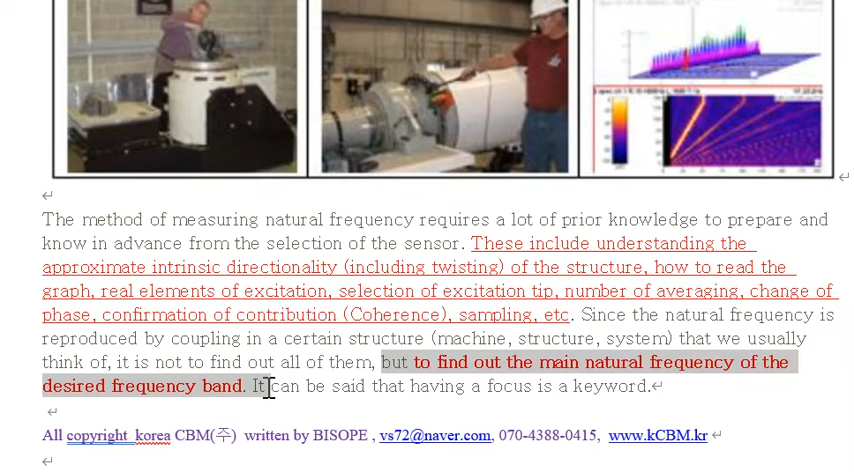 The method of measuring natural frequency requires a lot of prior knowledge to prepare and
know in advance from the selection of the sensor. These include understanding the
approximate intrinsic directionality (including twisting) of the structure, how to read the
graph, real elements of excitation, selection of excitation tip, number of averaging, change of
phase, confirmation of contribution (Coherence), sampling, etc. Since the natural frequency is
reproduced by coupling in a certain structure (machine, structure, system) that we usually
think of, it is not to find out all of them, but to find out the main natural frequency of the
desired frequency band. It can be said that having a focus is a keyword.
All copyright korea CBM(주) written by BISOPE , vs72@naver.com, 070-4388-0415, www.kCBM.kr